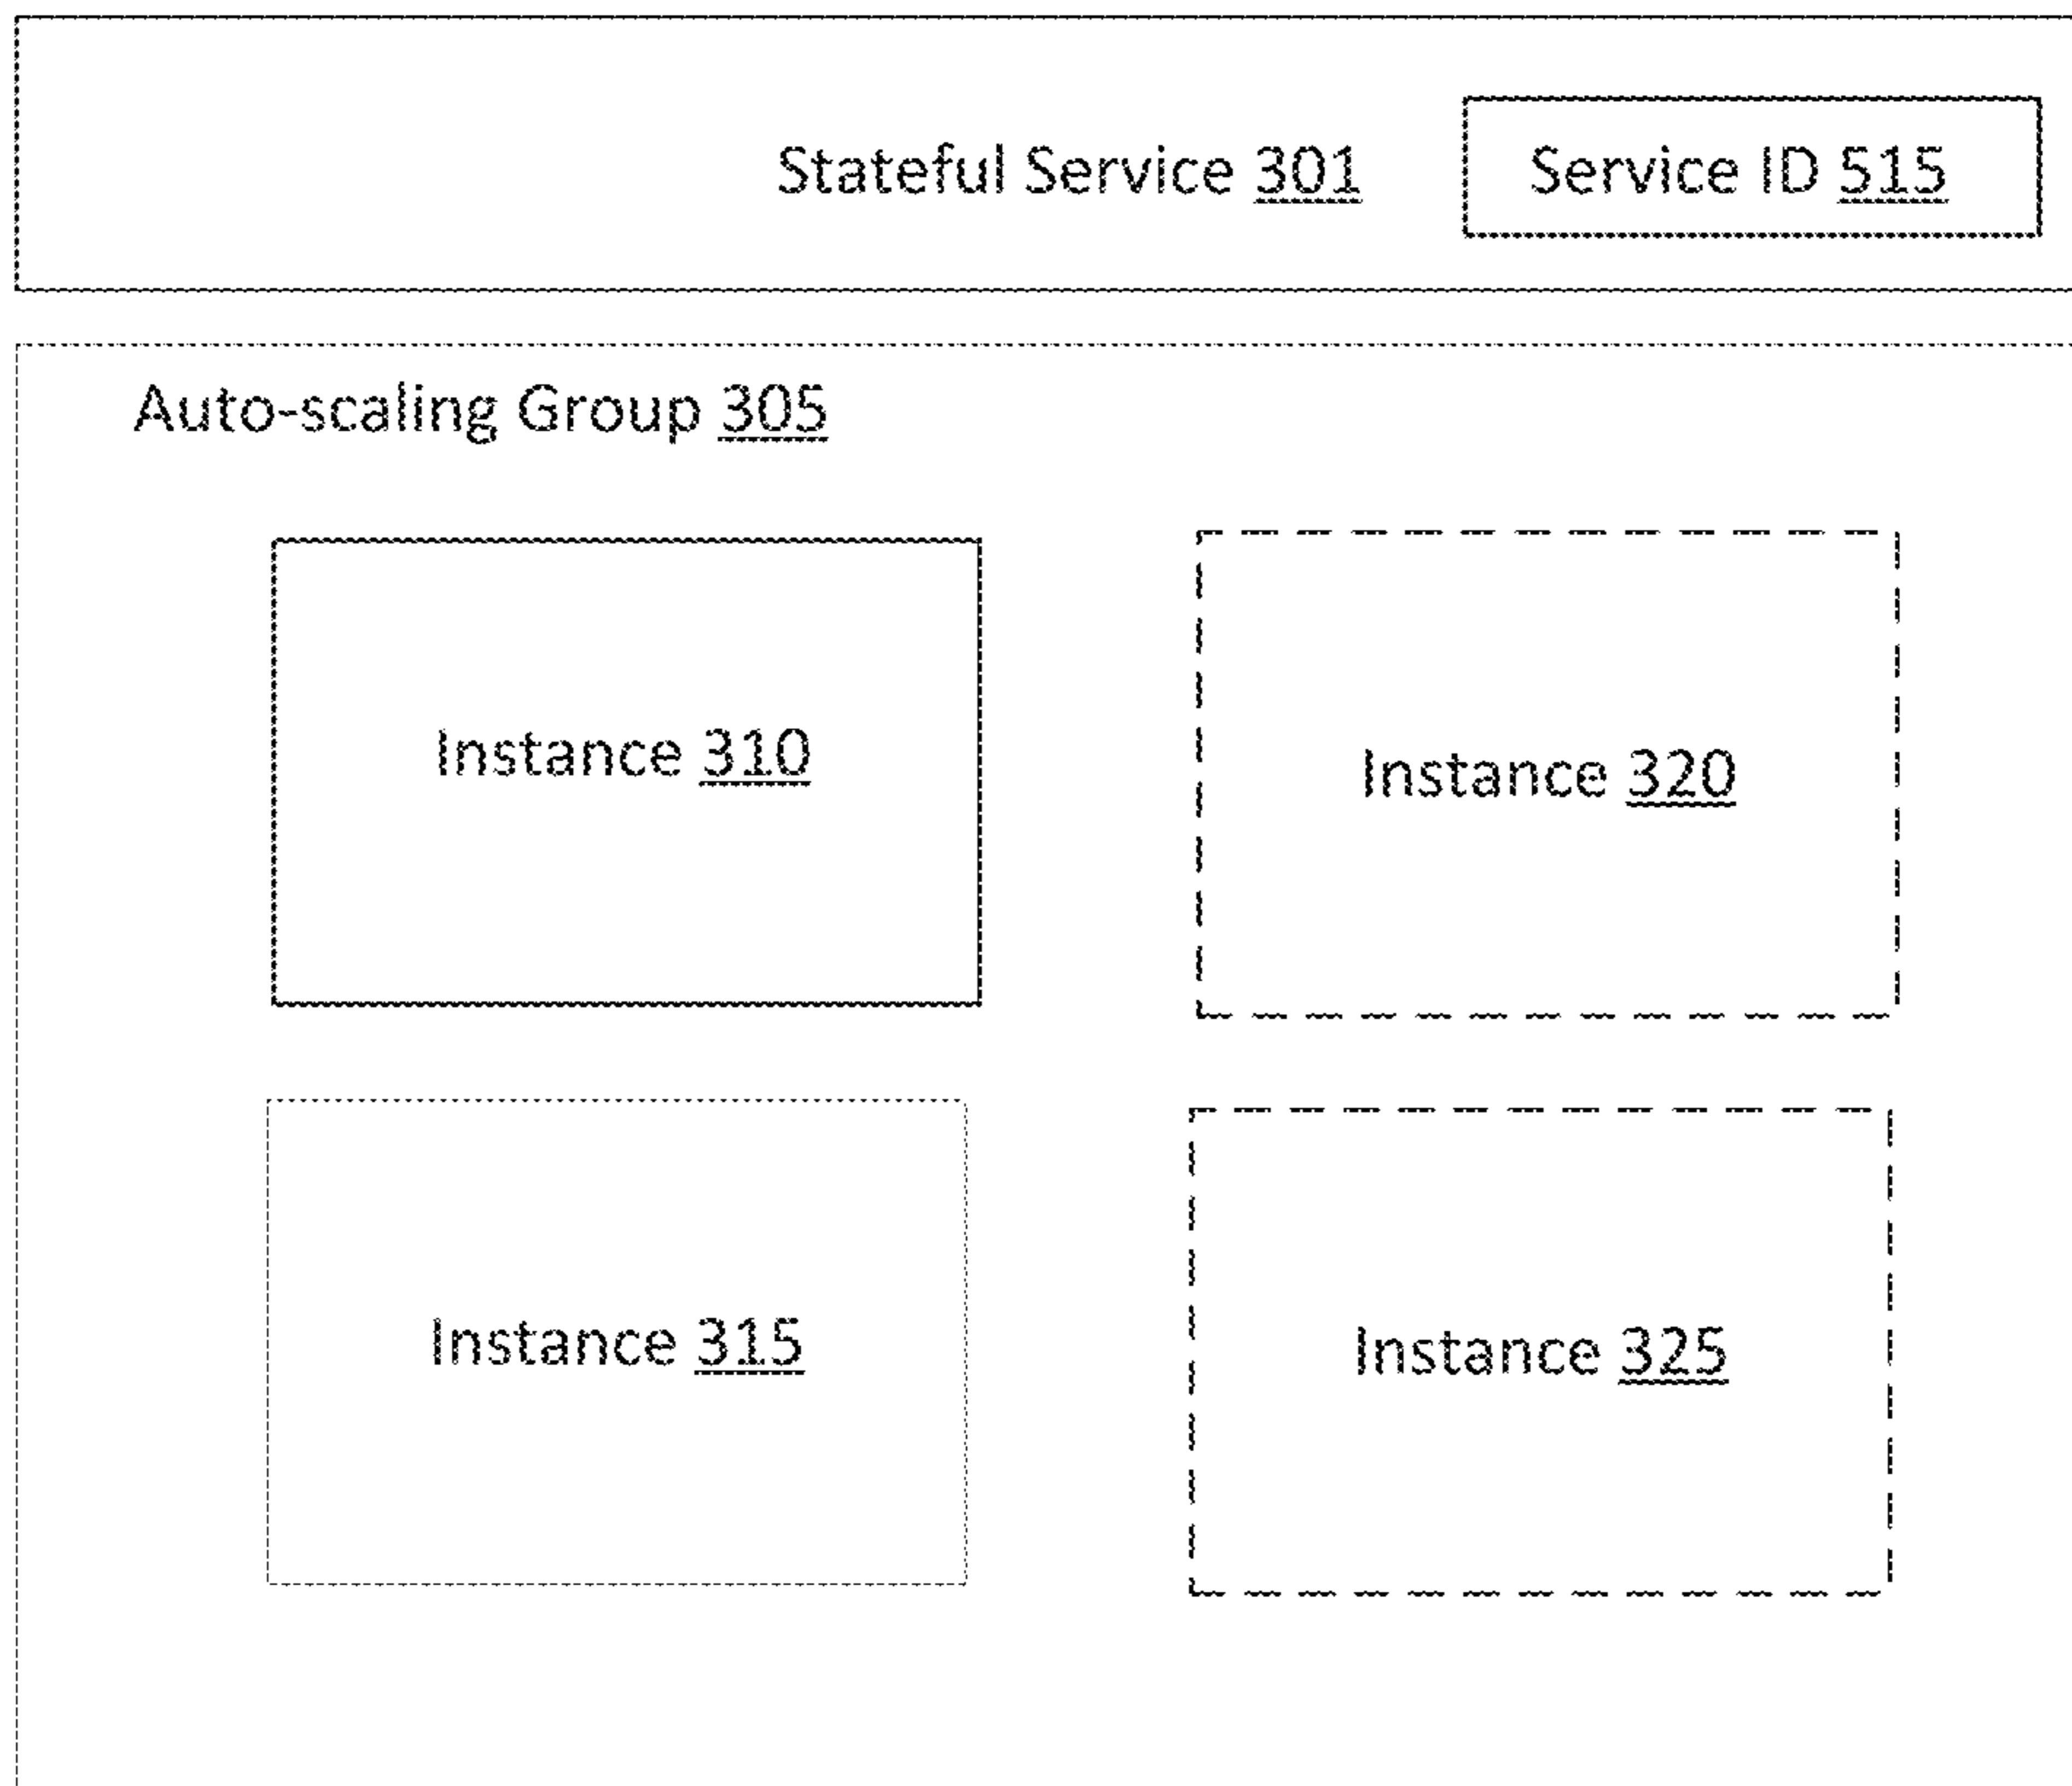 Stateful Service 301
Service ID 515
Auto-scaling Group 305
Instance 310
Instance 320
Instance 315
Instance 325